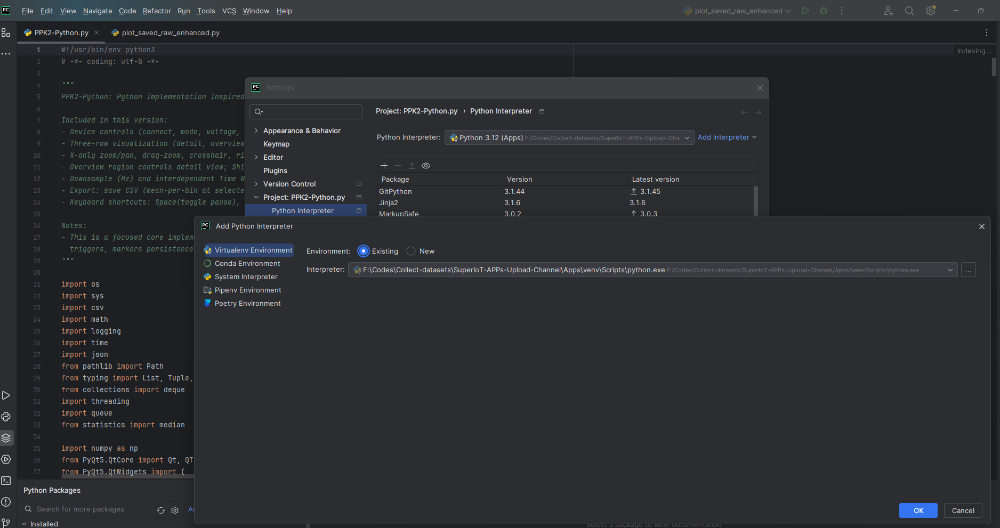 PC File Edit View Navigate Code Refactor Run Tools VCS Window Help plot_saved_raw_enhanced
PPK2-Python.py plot_saved_raw_enhanced.py
Indexing...
1 #!/usr/bin/env python3
2 # -*- coding: utf-8 -*-
3
4 """
5 PPK2-Python: Python implementation inspired
6
7 Included in this version:
8 - Device controls (connect, mode, voltage,
9 - Three-row visualization (detail, overview
10 - X-only zoom/pan, drag-zoom, crosshair, ri
11 - Overview region controls detail view; Shi
12 - Downsample (Hz) and interdependent Time W
13 - Export: save CSV (mean-per-bin at selecte
14 - Keyboard shortcuts: Space(toggle pause),
15
16 Notes:
17 - This is a focused core implem
18 triggers, markers persistence
19 """
20
21 import os
22 import sys
23 import csv
24 import math
25 import logging
26 import time
27 import json
28 from pathlib import Path
29 from typing import List, Tuple,
30 from collections import deque
31 import threading
32 import queue
33 from statistics import median
34
35 import numpy as np
36 from PyQt5.QtCore import Qt, QT
37 from PyQt5.QtWidgets import (
PC Settings
Appearance & Behavior
Keymap
Editor
Plugins
Version Control
Project: PPK2-Python.py
Python Interpreter
Project: PPK2-Python.py › Python Interpreter
Python Interpreter: Python 3.12 (Apps) F:/Codes/Collect-datasets/SuperIoT-APPs-Upload-Cha Add Interpreter
Package Version Latest version
GitPython 3.1.44 3.1.45
Jinja2 3.1.6 3.1.6
MarkupSafe 3.0.2 3.0.3
PC Add Python Interpreter
Virtualenv Environment
Conda Environment
System Interpreter
Pipenv Environment
Poetry Environment
Environment: Existing New
Interpreter: F:\Codes\Collect-datasets\SuperIoT-APPs-Upload-Channel\Apps\venv\Scripts\python.exe F:/Codes/Collect-datasets/SuperIoT-APPs-Upload-Channel/Apps/venv/Scripts/python.exe ...
OK Cancel
Python Packages
Search for more packages
Installed
Select a package to view documentation